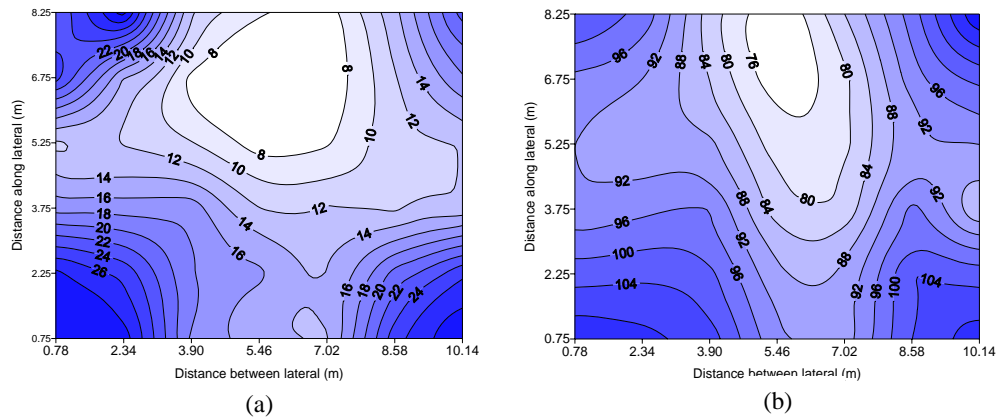 8.25
6.75
5.25
3.75
2.25
0.75
Distance along lateral (m)
0.78 2.34 3.90 5.46 7.02 8.58 10.14
Distance between lateral (m)
22 20 18 16 14 12 10 8 8 14
12
10
8
12 10
14 12
16 14 14
18
20 16
22 16 18 20 22 24
24
26
(a)
8.25
6.75
5.25
3.75
2.25
0.75
Distance along lateral (m)
0.78 2.34 3.90 5.46 7.02 8.58 10.14
Distance between lateral (m)
96 92 88 84 80 76 80 96
88 92
84
92 88 84 80 92
96 92 88
100 96
104 92 96 100 104
(b)